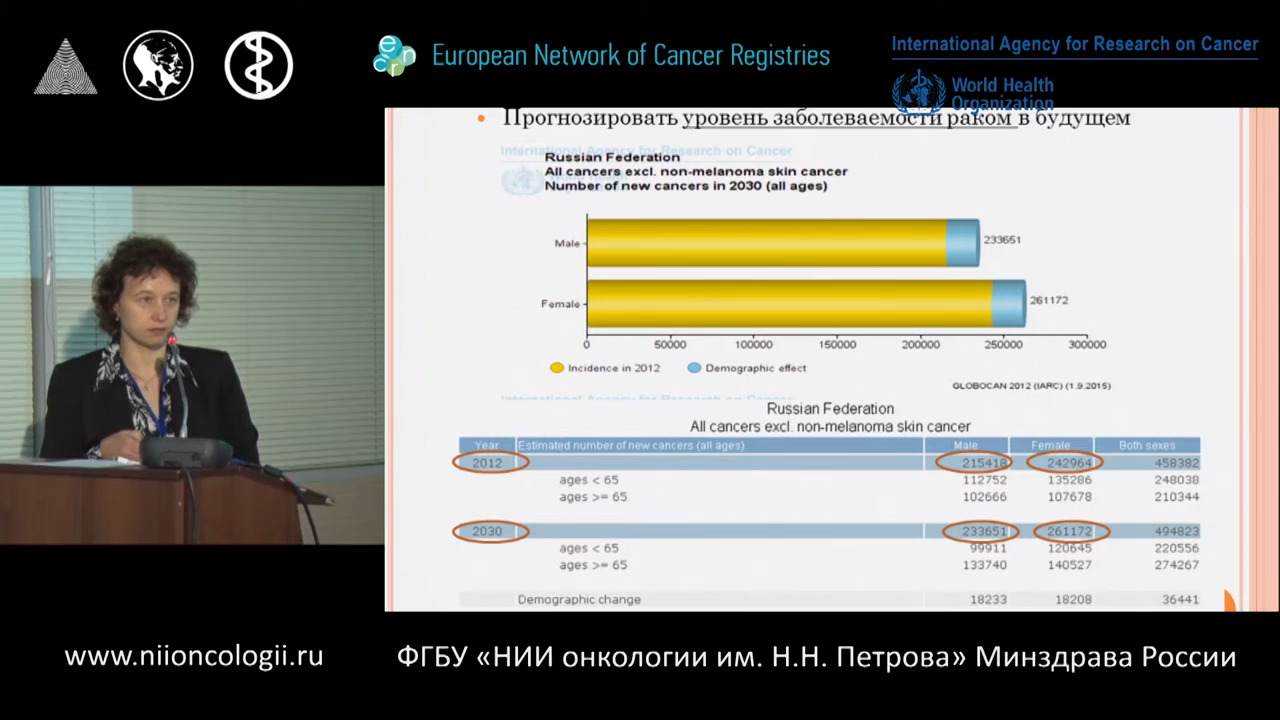 European Network of Cancer Registries
International Agency for Research on Cancer
World Health
Organization
Прогнозировать уровень заболеваемости раком в будущем
International Agency for Research on Cancer
Russian Federation
All cancers excl. non-melanoma skin cancer
Number of new cancers in 2030 (all ages)
Male
233651
Female
261172
0 50000 100000 150000 200000 250000 300000
Incidence in 2012 Demographic effect
GLOBOCAN 2012 (IARC) (1.9.2015)
Russian Federation
All cancers excl. non-melanoma skin cancer
Year Estimated number of new cancers (all ages) Male Female Both sexes
2012 215418 242964 458382
ages < 65 112752 135286 248038
ages >= 65 102666 107678 210344
2030 233651 261172 494823
ages < 65 99911 120645 220556
ages >= 65 133740 140527 274267
Demographic change 18233 18208 36441
www.niioncologii.ru
ФГБУ «НИИ онкологии им. Н.Н. Петрова» Минздрава России